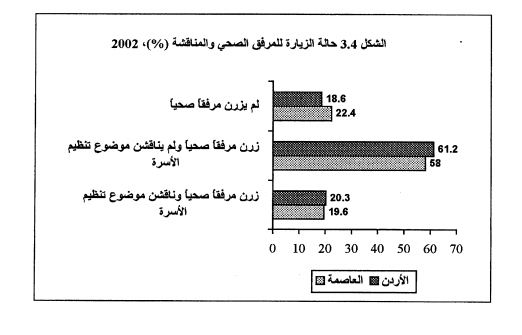 الشكل 3.4 حالة الزيارة للمرفق الصحي والمناقشة (%)، 2002
لم يزرن مرفقاً صحياً
18.6
22.4
زرن مرفقاً صحياً ولم يناقشن موضوع تنظيم
الأسرة
61.2
58
زرن مرفقاً صحياً وناقشن موضوع تنظيم
الأسرة
20.3
19.6
0 10 20 30 40 50 60 70
الأردن العاصمة